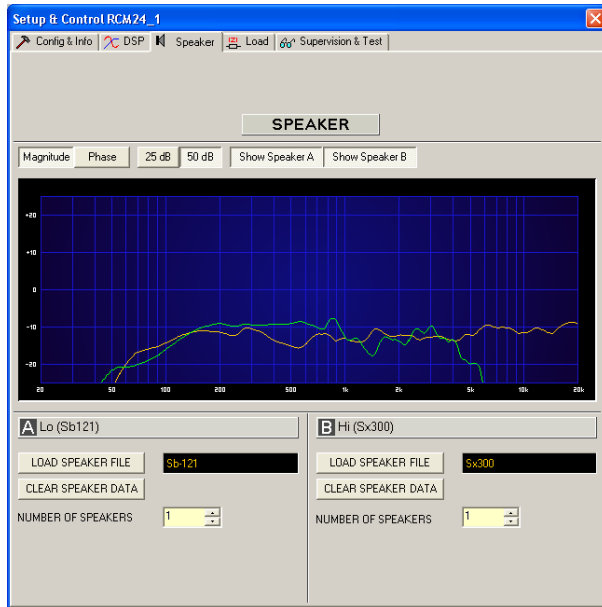 Setup & Control RCM24_1
Config & Info DSP Speaker Load Supervision & Test
SPEAKER
Magnitude Phase 25 dB 50 dB Show Speaker A Show Speaker B
+20
+10
0
-10
-20
20 50 100 200 500 1k 2k 5k 10k 20k
A Lo (Sb121) B Hi (Sx300)
LOAD SPEAKER FILE Sb-121 LOAD SPEAKER FILE Sx300
CLEAR SPEAKER DATA CLEAR SPEAKER DATA
NUMBER OF SPEAKERS 1 NUMBER OF SPEAKERS 1